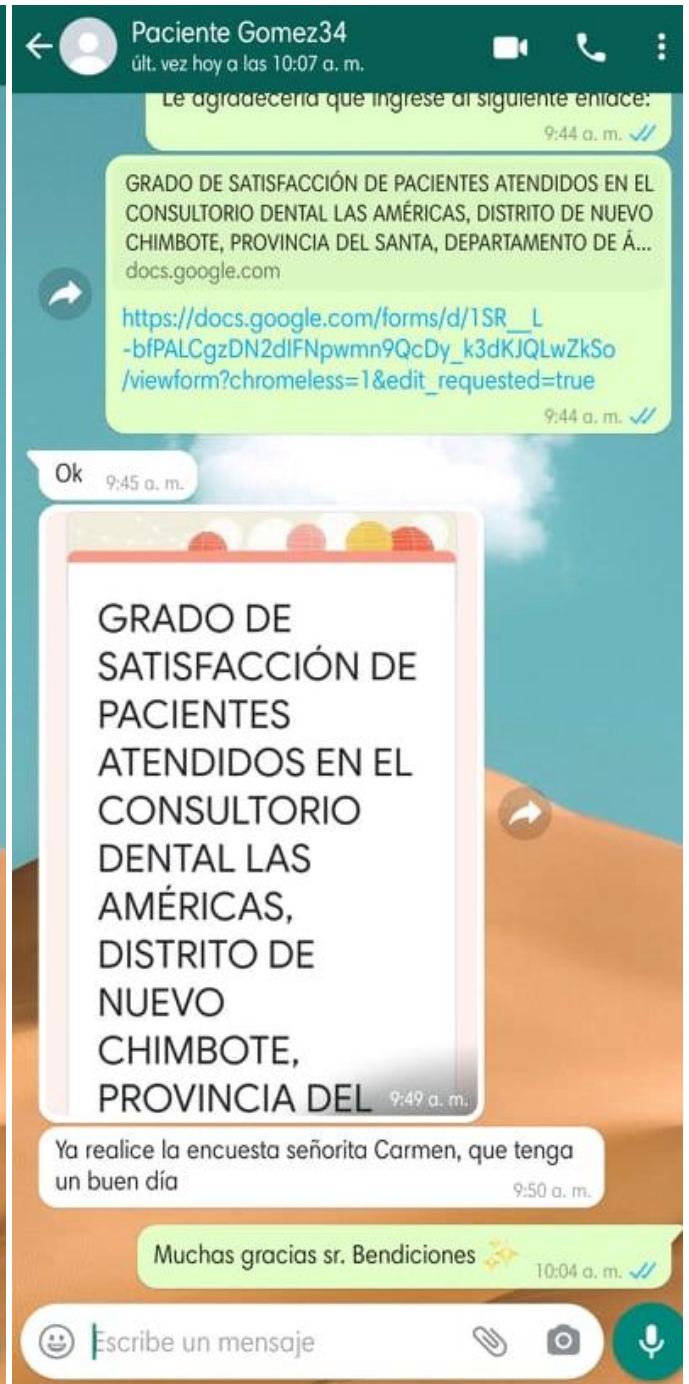 Paciente Gomez34
últ. vez hoy a las 10:07 a. m.
Le agradecería que ingrese al siguiente enlace:
9:44 a. m.
GRADO DE SATISFACCIÓN DE PACIENTES ATENDIDOS EN EL
CONSULTORIO DENTAL LAS AMÉRICAS, DISTRITO DE NUEVO
CHIMBOTE, PROVINCIA DEL SANTA, DEPARTAMENTO DE Á...
docs.google.com
https://docs.google.com/forms/d/1SR__L
-bfPALCgzDN2dIFNpwmn9QcDy_k3dKJQLwZkSo
/viewform?chromeless=1&edit_requested=true
9:44 a. m.
Ok 9:45 a. m.
GRADO DE
SATISFACCIÓN DE
PACIENTES
ATENDIDOS EN EL
CONSULTORIO
DENTAL LAS
AMÉRICAS,
DISTRITO DE
NUEVO
CHIMBOTE,
PROVINCIA DEL 9:49 a. m.
Ya realice la encuesta señorita Carmen, que tenga
un buen día 9:50 a. m.
Muchas gracias sr. Bendiciones ✨ 10:04 a. m.
Escribe un mensaje